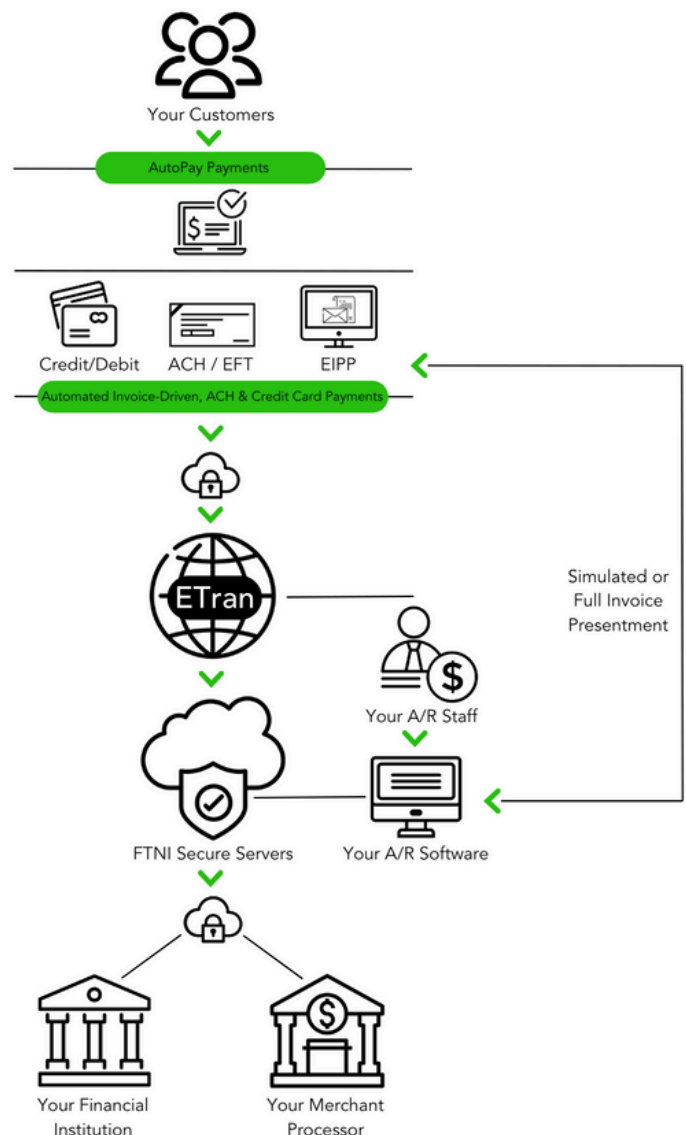 Your Customers
AutoPay Payments
$
Credit/Debit
ACH / EFT
EIPP
Automated Invoice-Driven, ACH & Credit Card Payments
ETran
Simulated or
Full Invoice
Presentment
$
Your A/R Staff
FTNI Secure Servers
Your A/R Software
$
Your Financial
Institution
Your Merchant
Processor